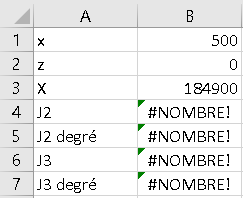 A B
1 x 500
2 z 0
3 X 184900
4 J2 #NOMBRE!
5 J2 degré #NOMBRE!
6 J3 #NOMBRE!
7 J3 degré #NOMBRE!